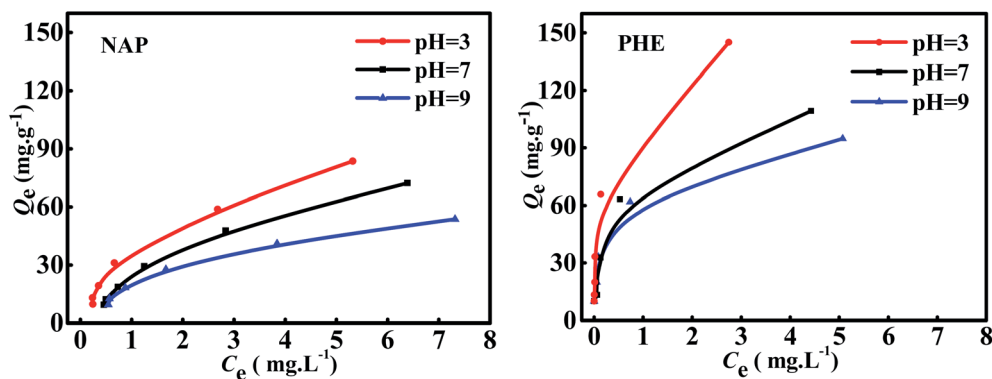 150
120
90
60
30
0
Qe (mg.g-1)
NAP
pH=3
pH=7
pH=9
0 1 2 3 4 5 6 7 8
Ce ( mg.L-1)
150
120
90
60
30
0
Qe (mg.g-1)
PHE
pH=3
pH=7
pH=9
0 1 2 3 4 5 6 7 8
Ce ( mg.L-1)